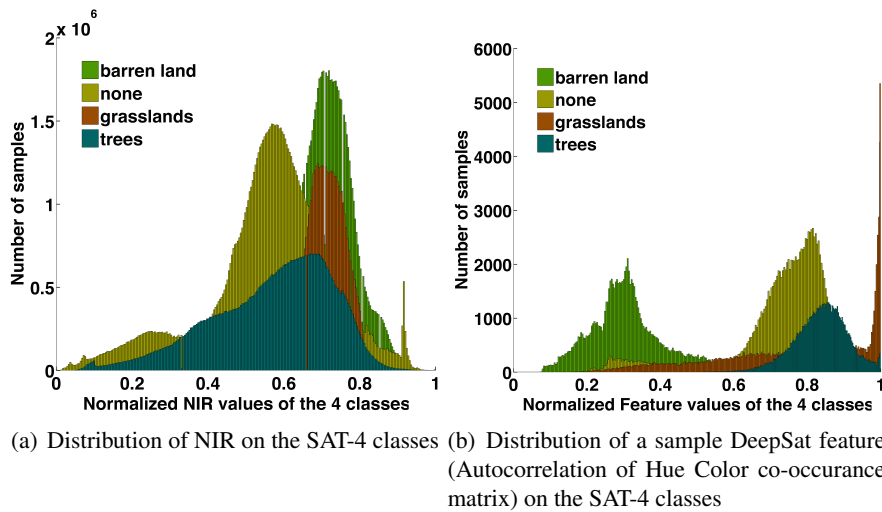 2 x 10^6
1.5
1
0.5
0
0 0.2 0.4 0.6 0.8 1
Number of samples
barren land
none
grasslands
trees
Normalized NIR values of the 4 classes
(a) Distribution of NIR on the SAT-4 classes
6000
5000
4000
3000
2000
1000
0
0 0.2 0.4 0.6 0.8 1
Number of samples
barren land
none
grasslands
trees
Normalized Feature values of the 4 classes
(b) Distribution of a sample DeepSat feature
(Autocorrelation of Hue Color co-occurance
matrix) on the SAT-4 classes